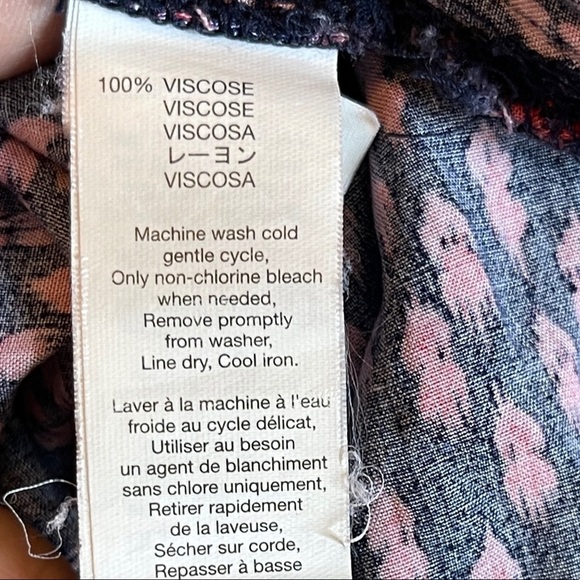 100% VISCOSE
VISCOSE
VISCOSA
レーヨン
VISCOSA
Machine wash cold
gentle cycle,
Only non-chlorine bleach
when needed,
Remove promptly
from washer,
Line dry, Cool iron.
Laver à la machine à l'eau
froide au cycle délicat,
Utiliser au besoin
un agent de blanchiment
sans chlore uniquement,
Retirer rapidement
de la laveuse,
Sécher sur corde,
Repasser à basse